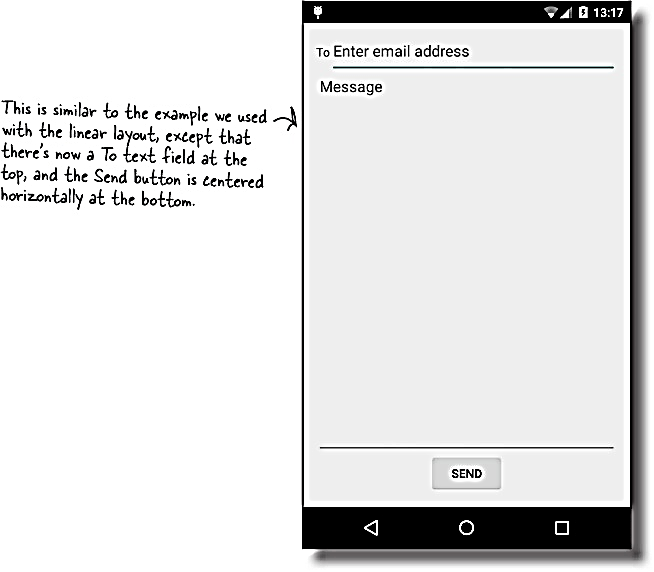 13:17
To Enter email address
Message
This is similar to the example we used
with the linear layout, except that
there's now a To text field at the
top, and the Send button is centered
horizontally at the bottom.
SEND